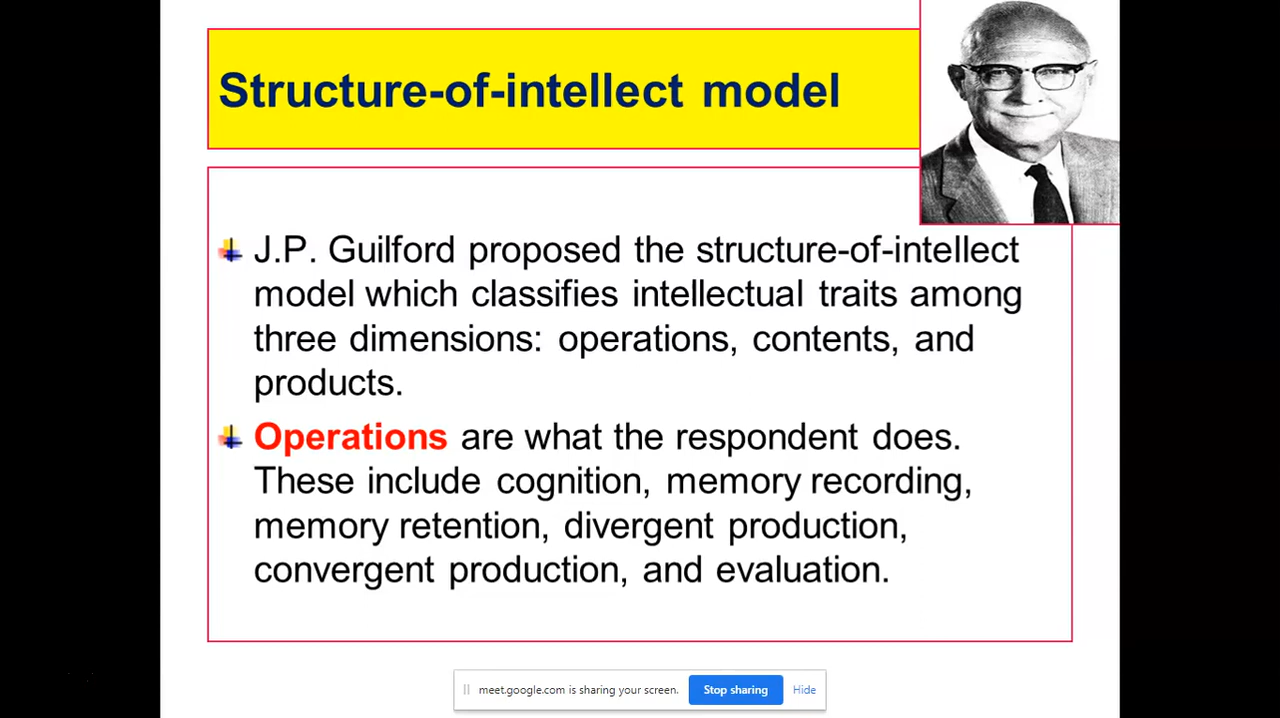 Structure-of-intellect model
J.P. Guilford proposed the structure-of-intellect
model which classifies intellectual traits among
three dimensions: operations, contents, and
products.
Operations are what the respondent does.
These include cognition, memory recording,
memory retention, divergent production,
convergent production, and evaluation.
meet.google.com is sharing your screen. Stop sharing Hide